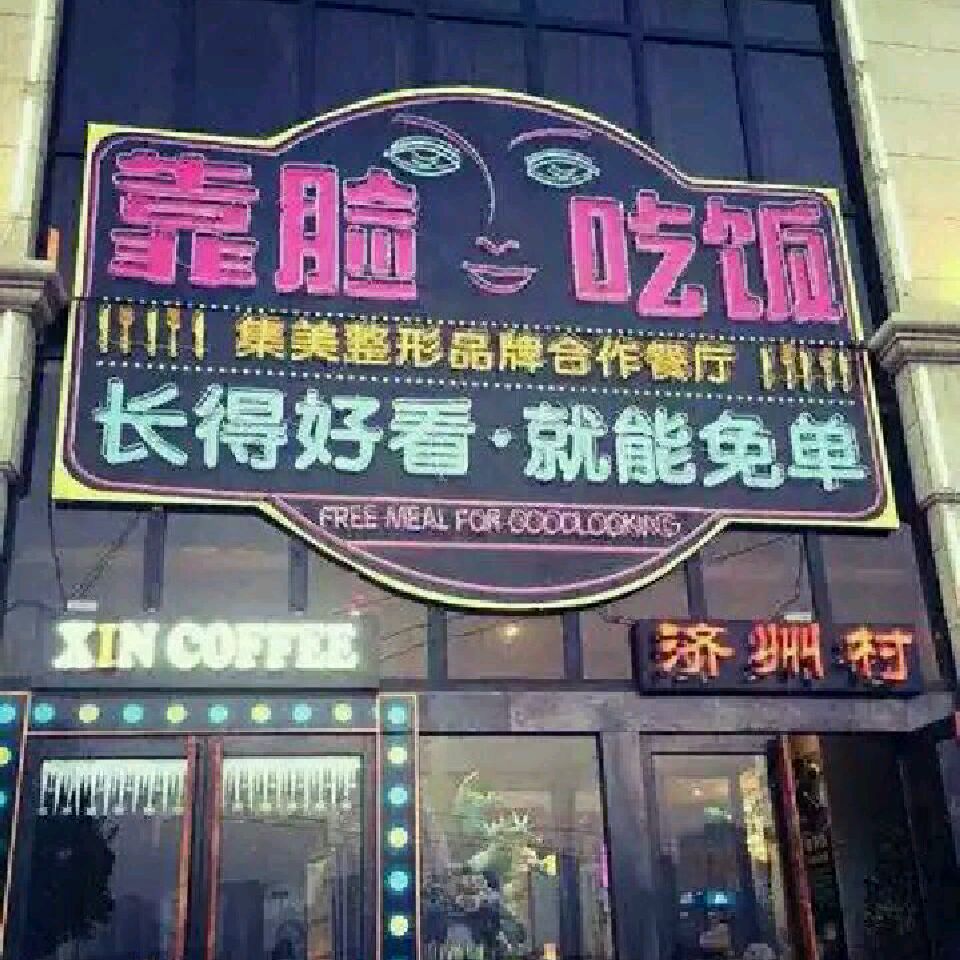 靠脸吃饭
集美整形品牌合作餐厅
长得好看·就能免单
FREE MEAL FOR GOODLOOKING
XIN COFFEE
济州村